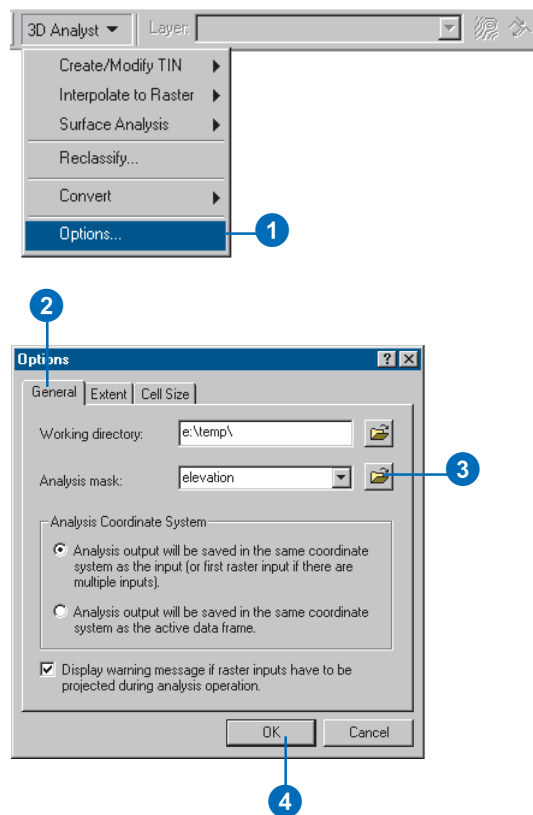 3D Analyst
Layer:
Create/Modify TIN
Interpolate to Raster
Surface Analysis
Reclassify...
Convert
Options...
1
2
Options
General
Extent
Cell Size
Working directory:
e:\temp\
Analysis mask:
elevation
3
Analysis Coordinate System
Analysis output will be saved in the same coordinate
system as the input (or first raster input if there are
multiple inputs).
Analysis output will be saved in the same coordinate
system as the active data frame.
Display warning message if raster inputs have to be
projected during analysis operation.
OK
Cancel
4